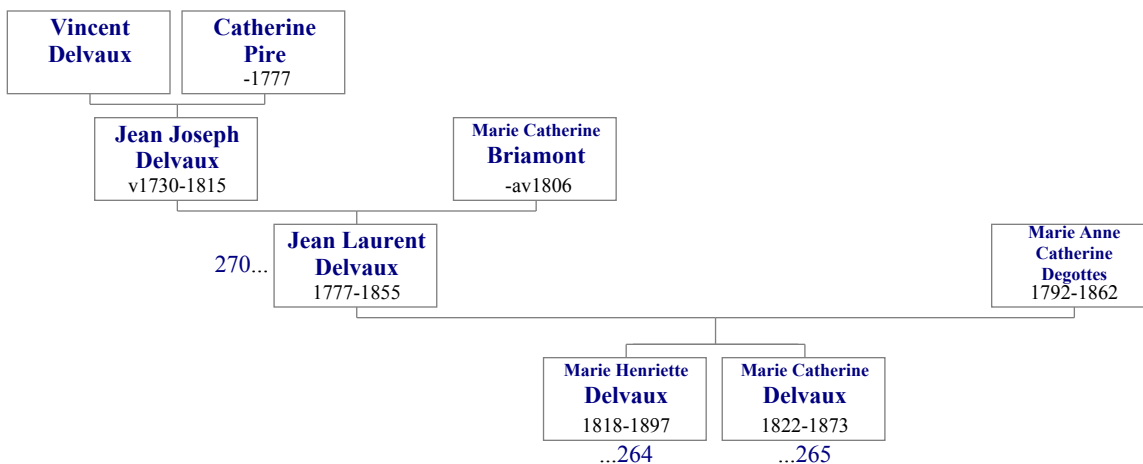 Vincent
Delvaux
Catherine
Pire
-1777
Jean Joseph
Delvaux
v1730-1815
Marie Catherine
Briamont
-av1806
270...
Jean Laurent
Delvaux
1777-1855
Marie Anne
Catherine
Degottes
1792-1862
Marie Henriette
Delvaux
1818-1897
...264
Marie Catherine
Delvaux
1822-1873
...265